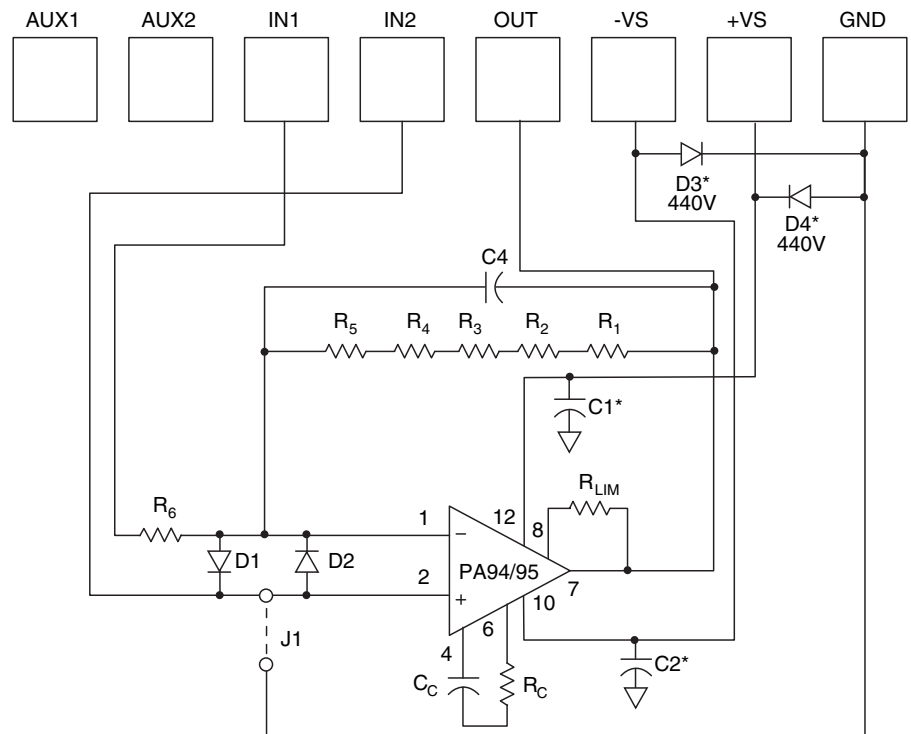 AUX1 AUX2 IN1 IN2 OUT -VS +VS GND
D3*
440V
D4*
440V
C4
R5 R4 R3 R2 R1
C1*
RLIM
R6
1 12 8
D1 D2
−
PA94/95
2
+
7
10
6
J1
4
C2*
CC RC